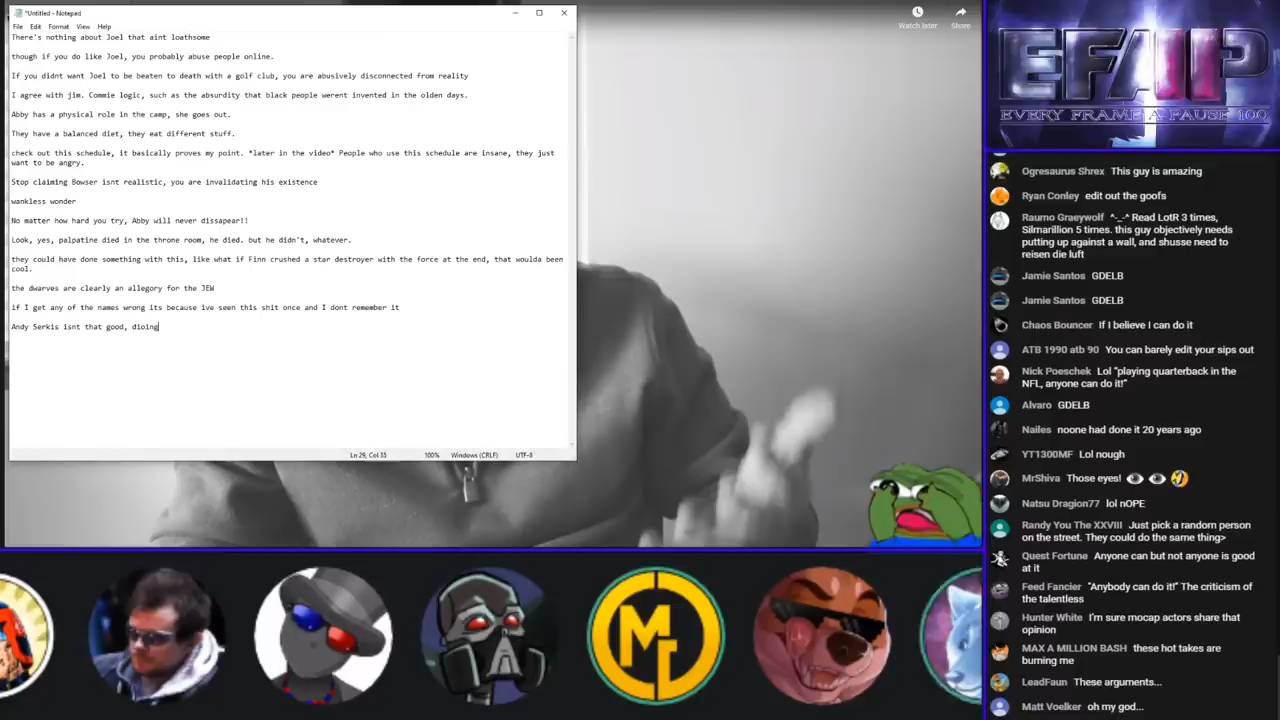 *Untitled - Notepad
File Edit Format View Help
There's nothing about Joel that aint loathsome
though if you do like Joel, you probably abuse people online.
If you didnt want Joel to be beaten to death with a golf club, you are abusively disconnected from reality
I agree with jim. Commie logic, such as the absurdity that black people werent invented in the olden days.
Abby has a physical role in the camp, she goes out.
They have a balanced diet, they eat different stuff.
check out this schedule, it basically proves my point. *later in the video* People who use this schedule are insane, they just
want to be angry.
Stop claiming Bowser isnt realistic, you are invalidating his existence
wankless wonder
No matter how hard you try, Abby will never dissapear!!
Look, yes, palpatine died in the throne room, he died. but he didn't, whatever.
they could have done something with this, like what if Finn crushed a star destroyer with the force at the end, that woulda been
cool.
the dwarves are clearly an allegory for the JEW
if I get any of the names wrong its because ive seen this shit once and I dont remember it
Andy Serkis isnt that good, dioing
Ln 29, Col 35 100% Windows (CRLF) UTF-8
Watch later Share
EFAP
EVERY FRAME A PAUSE 100
Ogresaurus Shrex This guy is amazing
Ryan Conley edit out the goofs
Raumo Graeywolf ^-_-^ Read LotR 3 times,
Silmarillion 5 times. this guy objectively needs
putting up against a wall, and shusse need to
reisen die luft
Jamie Santos GDELB
Jamie Santos GDELB
Chaos Bouncer If I believe I can do it
ATB 1990 atb 90 You can barely edit your sips out
Nick Poeschek Lol “playing quarterback in the
NFL, anyone can do it!”
Alvaro GDELB
Nailes noone had done it 20 years ago
YT1300MF Lol nough
MrShiva Those eyes! 👁 👁 🤣
Natsu Dragion77 lol nOPE
Randy You The XXVIII Just pick a random person
on the street. They could do the same thing>
Quest Fortune Anyone can but not anyone is good
at it
Feed Fancier "Anybody can do it!" The criticism of
the talentless
Hunter White I'm sure mocap actors share that
opinion
MAX A MILLION BASH these hot takes are
burning me
LeadFaun These arguments...
Matt Voelker oh my god...